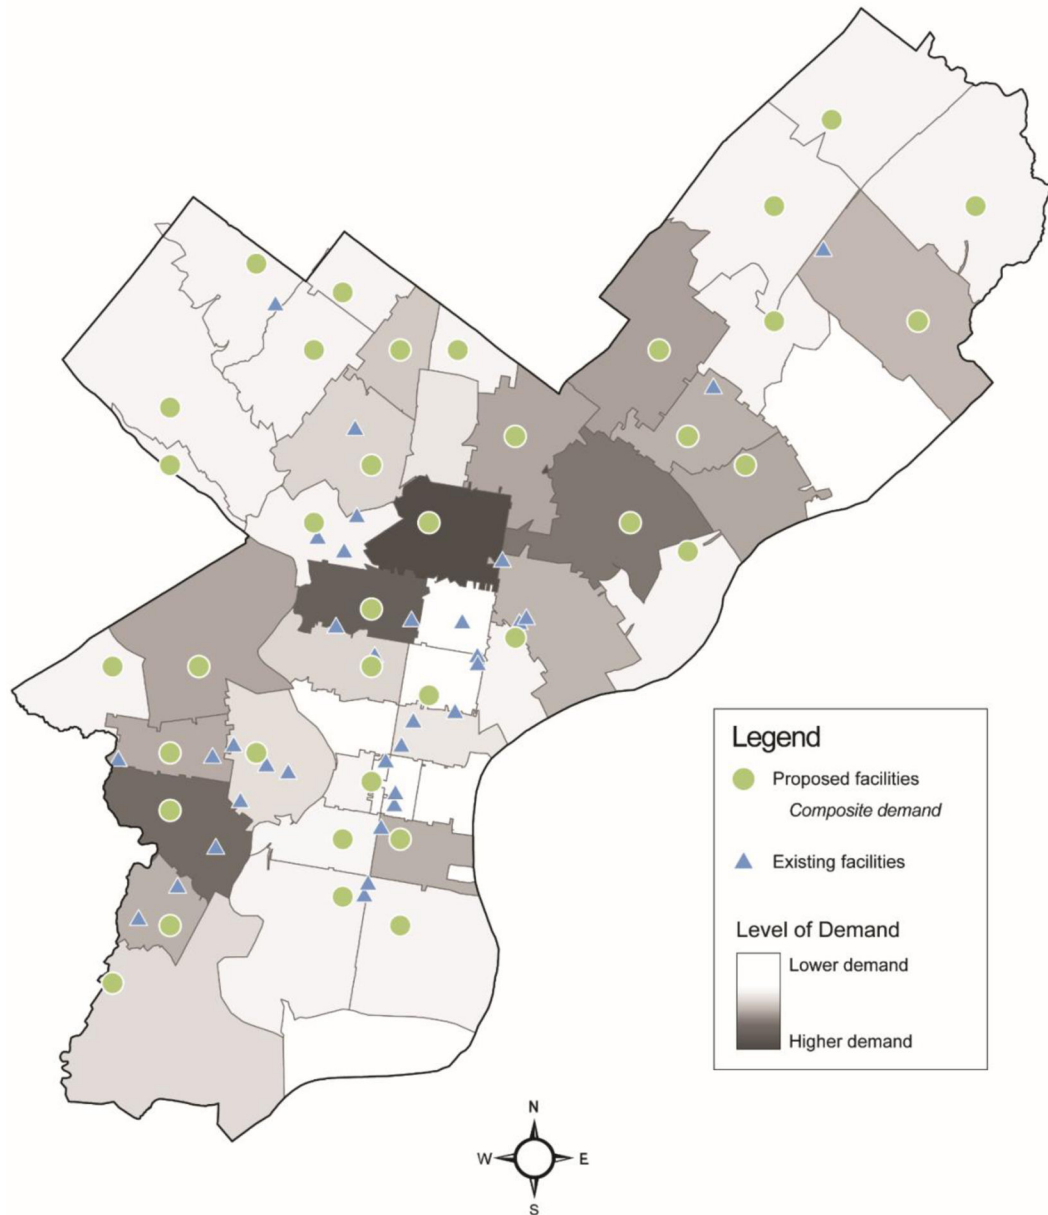 Legend
Proposed facilities
Composite demand
Existing facilities
Level of Demand
Lower demand
Higher demand
N
W E
S